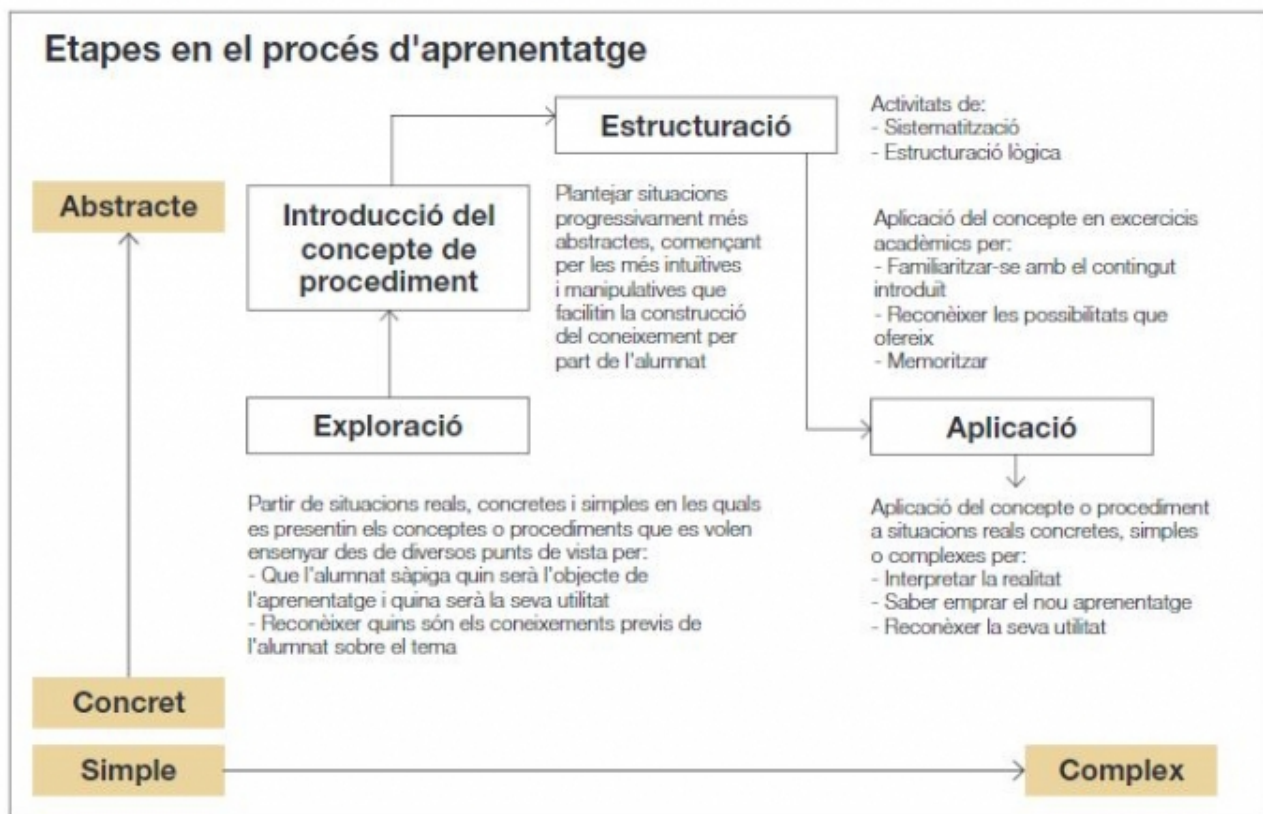 Etapes en el procés d'aprenentatge
Estructuració
Activitats de:
- Sistematització
- Estructuració lògica
Abstracte
Introducció del
concepte de
procediment
Plantejar situacions
progressivament més
abstractes, començant
per les més intuïtives
i manipulatives que
facilitin la construcció
del coneixement per
part de l'alumnat
Aplicació del concepte en excercicis
acadèmics per:
- Familiaritzar-se amb el contingut
introduït
- Reconèixer les possibilitats que
ofereix
- Memoritzar
Exploració
Aplicació
Partir de situacions reals, concretes i simples en les quals
es presentin els conceptes o procediments que es volen
ensenyar des de diversos punts de vista per:
- Que l'alumnat sàpiga quin serà l'objecte de
l'aprenentatge i quina serà la seva utilitat
- Reconèixer quins són els coneixements previs de
l'alumnat sobre el tema
Aplicació del concepte o procediment
a situacions reals concretes, simples
o complexes per:
- Interpretar la realitat
- Saber emprar el nou aprenentatge
- Reconèxer la seva utilitat
Concret
Simple
Complex